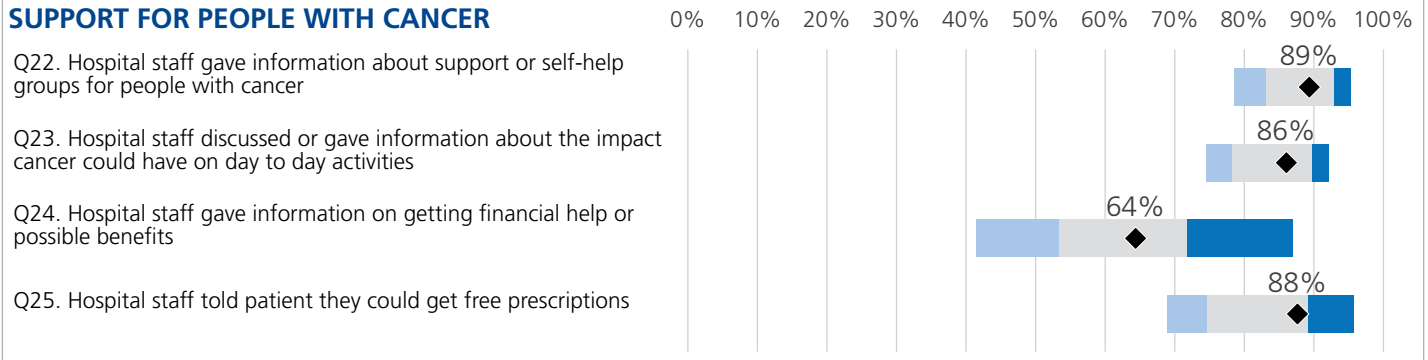 SUPPORT FOR PEOPLE WITH CANCER
0% 10% 20% 30% 40% 50% 60% 70% 80% 90% 100%
Q22. Hospital staff gave information about support or self-help
groups for people with cancer
89%
Q23. Hospital staff discussed or gave information about the impact
cancer could have on day to day activities
86%
Q24. Hospital staff gave information on getting financial help or
possible benefits
64%
Q25. Hospital staff told patient they could get free prescriptions
88%